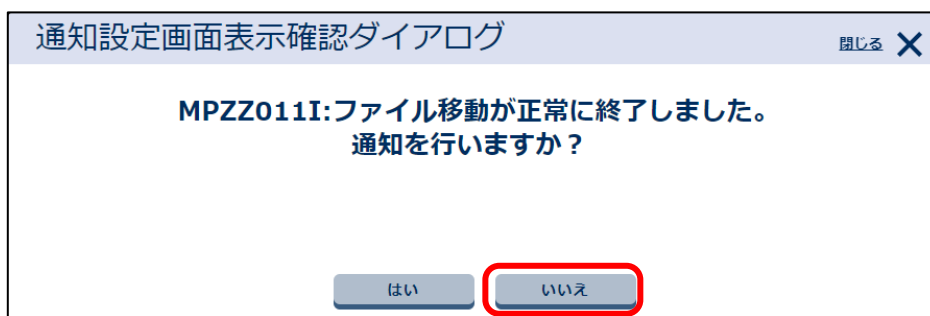 通知設定画面表示確認ダイアログ
閉じる
MPZZ011I:ファイル移動が正常に終了しました。
通知を行いますか？
はい
いいえ